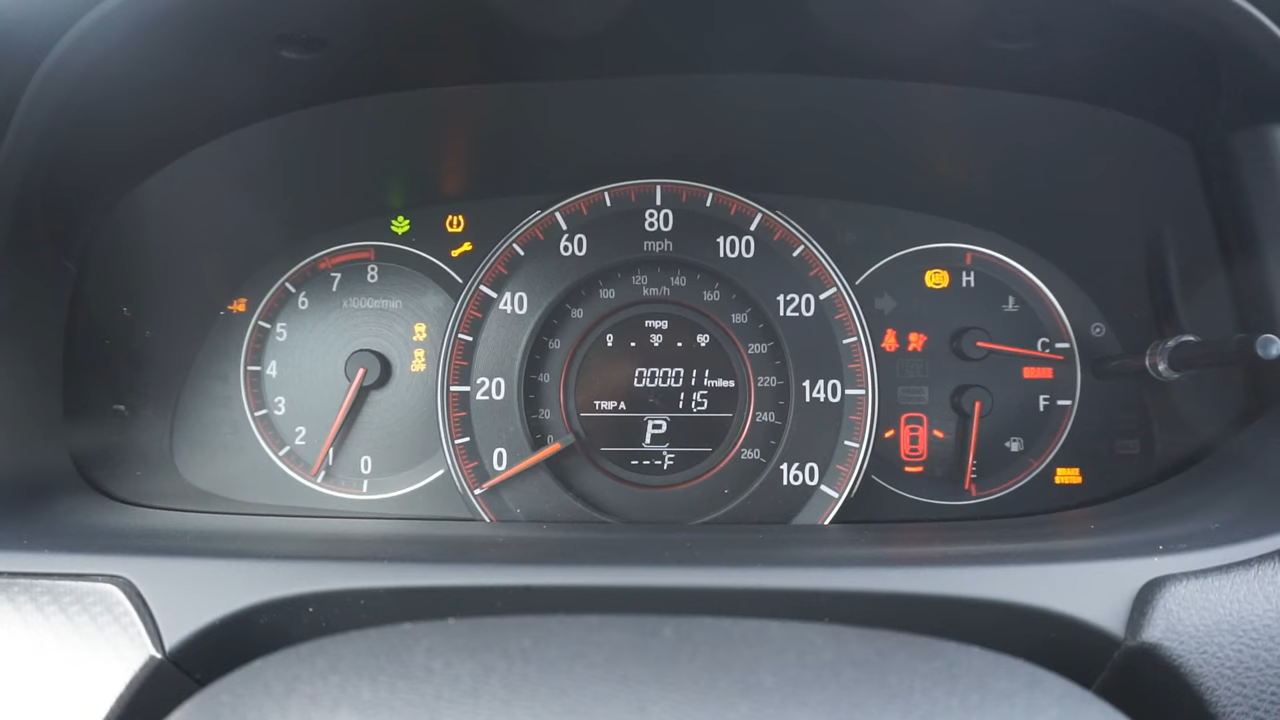 8
7
6
5
4
3
2
1
0
x1000r/min
OFF
0
20
40
60
80
100
120
140
160
mph
0
20
40
60
80
100
120
140
160
180
200
220
240
260
km/h
mpg
0 . 30 . 60
000011 miles
TRIP A 11.5
P
---°F
ABS
H
C
BRAKE
F
E
BRAKE
SYSTEM